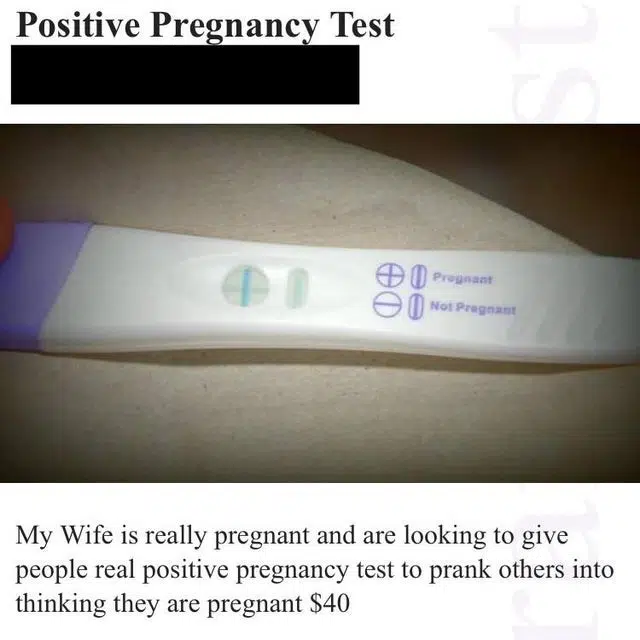 Positive Pregnancy Test
Pregnant
Not Pregnant
My Wife is really pregnant and are looking to give
people real positive pregnancy test to prank others into
thinking they are pregnant $40